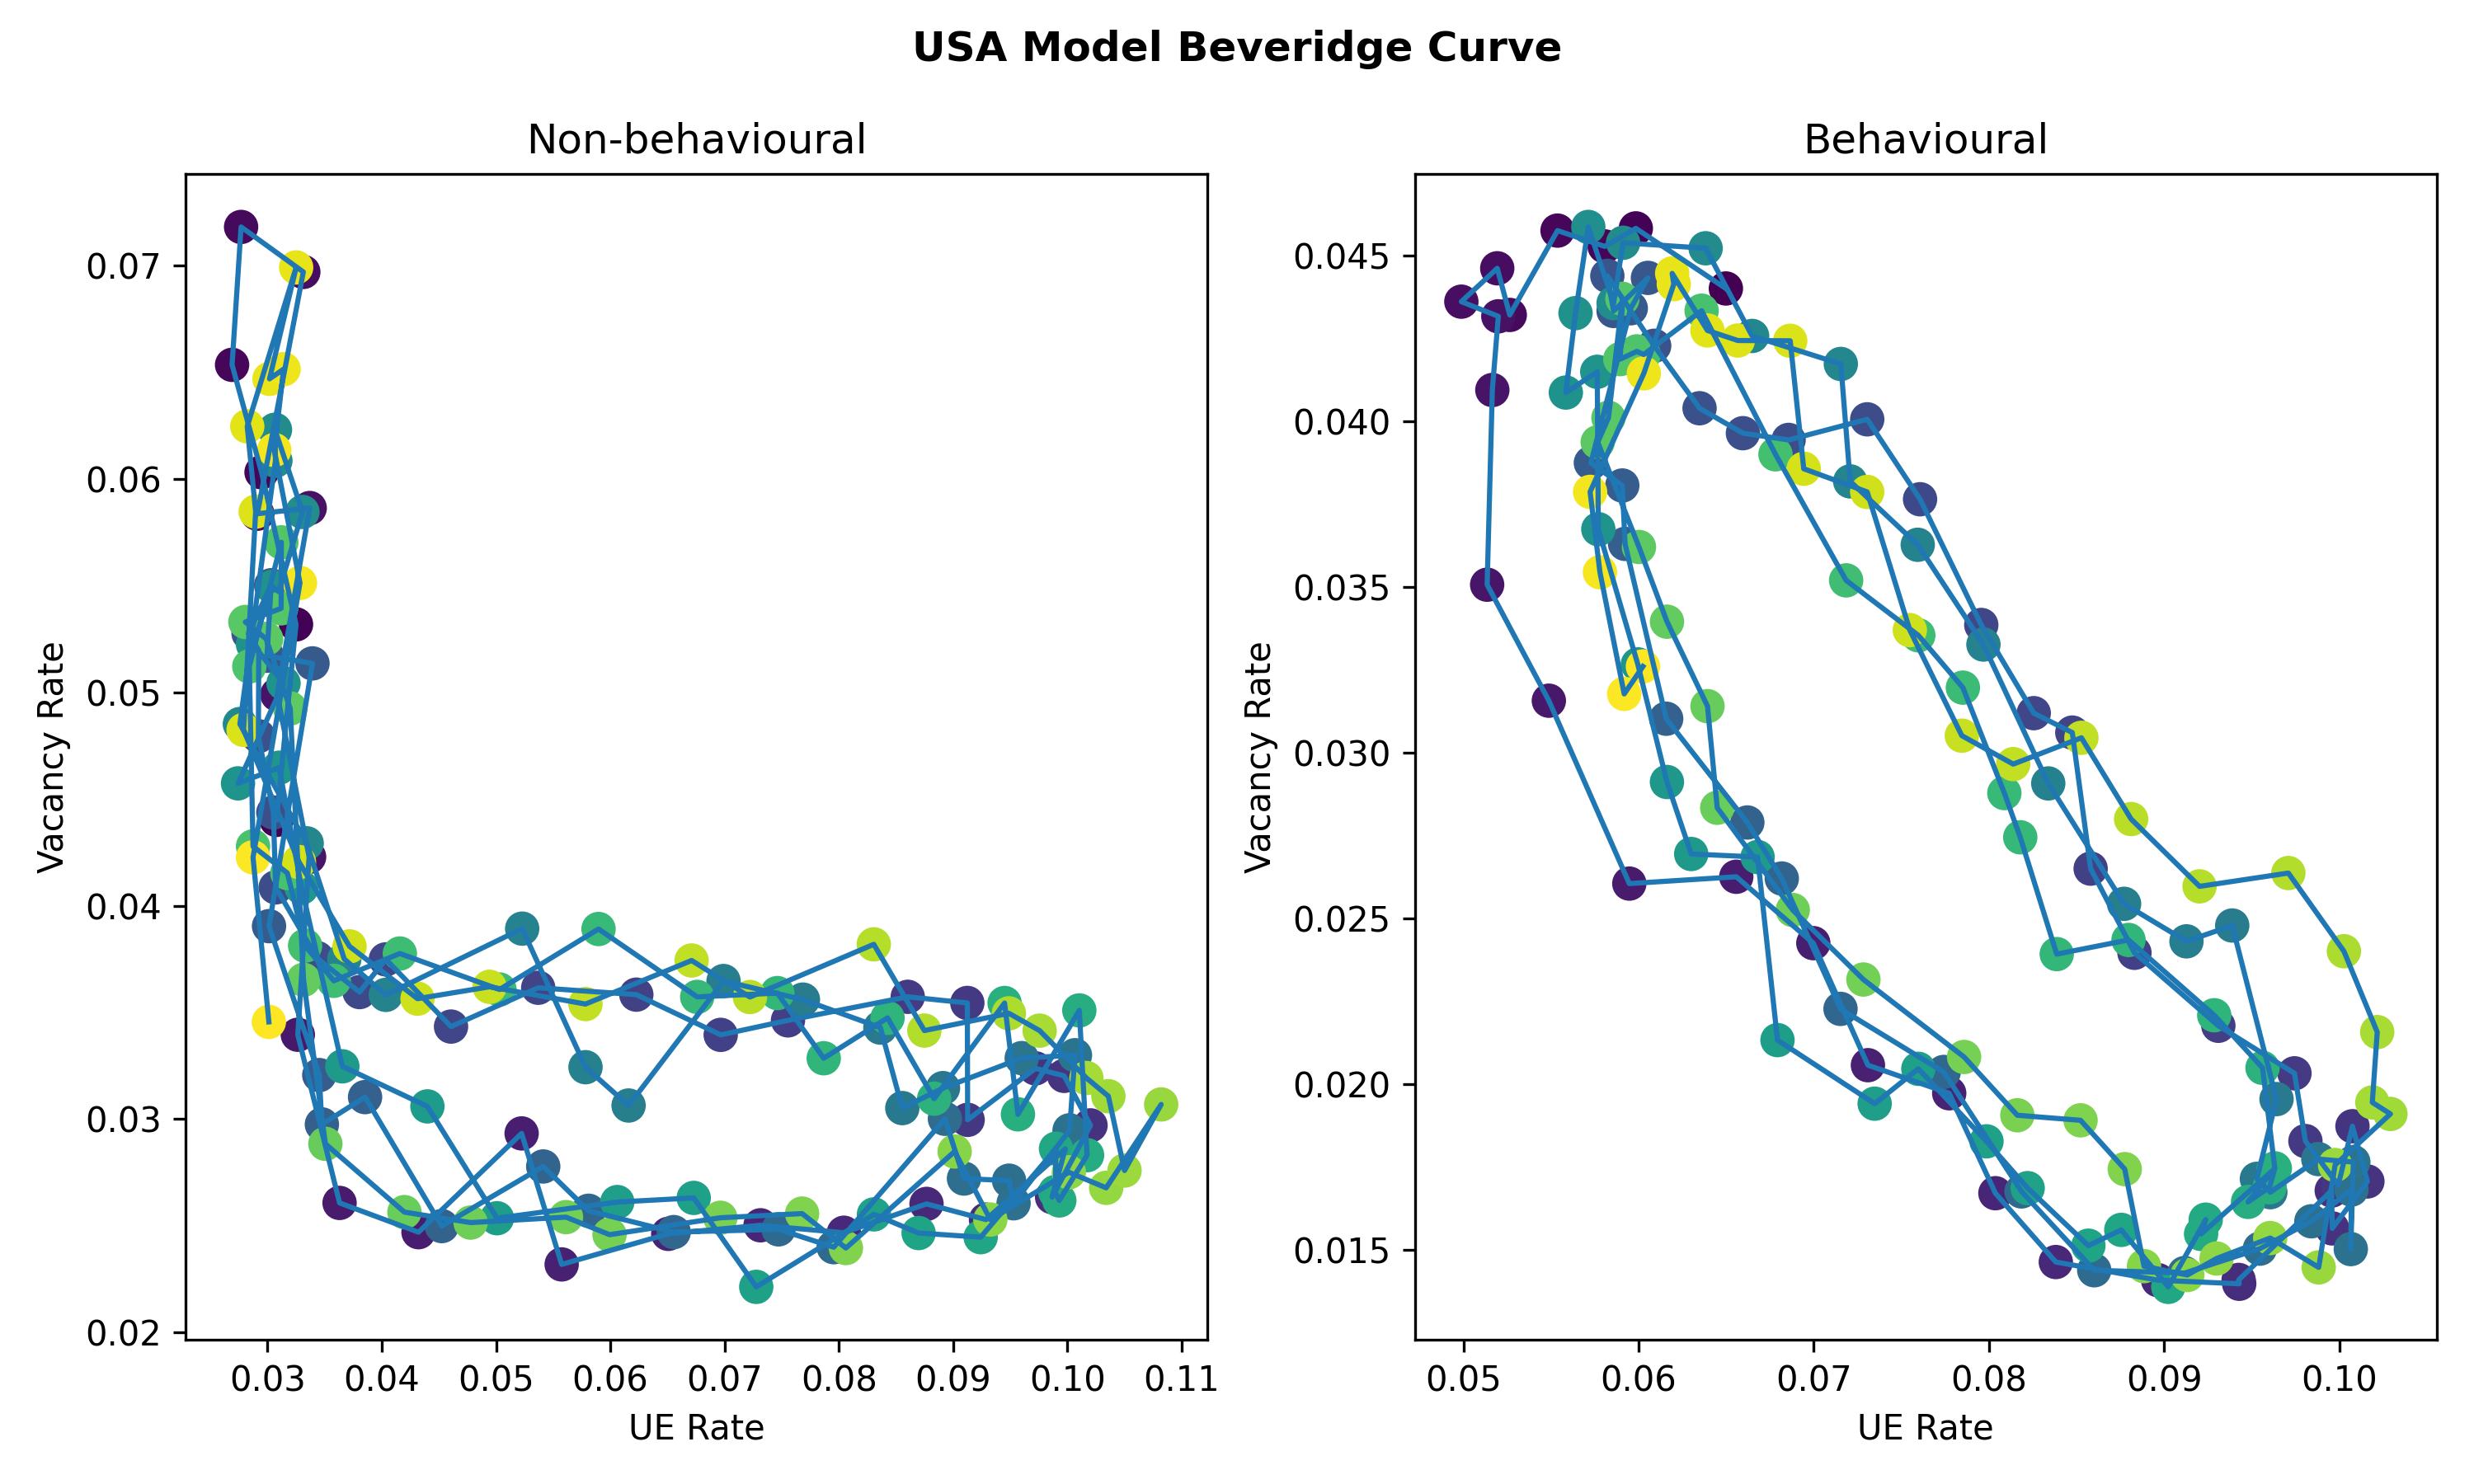 USA Model Beveridge Curve
Non-behavioural
Vacancy Rate
0.07
0.06
0.05
0.04
0.03
0.02
0.03 0.04 0.05 0.06 0.07 0.08 0.09 0.10 0.11
UE Rate
Behavioural
Vacancy Rate
0.045
0.040
0.035
0.030
0.025
0.020
0.015
0.05 0.06 0.07 0.08 0.09 0.10
UE Rate